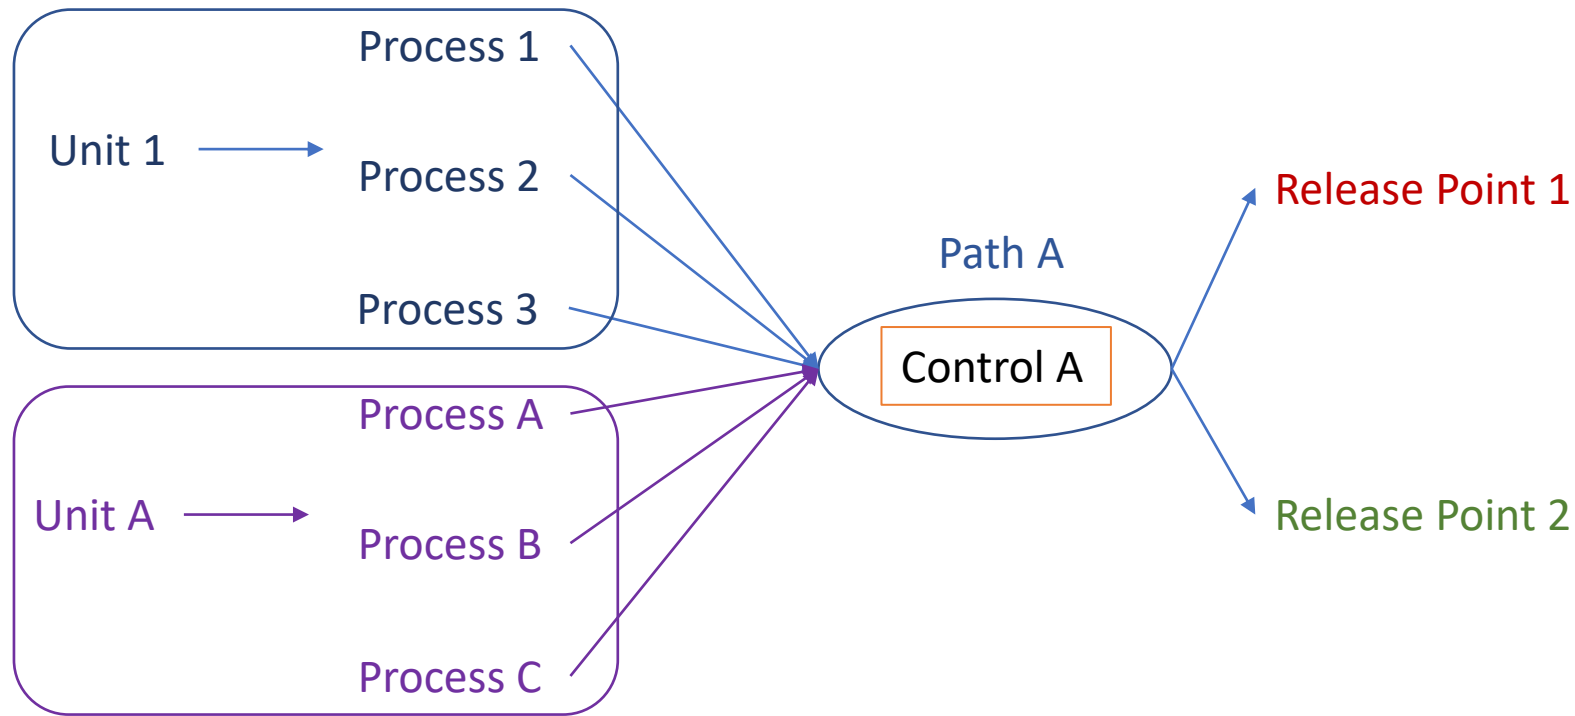 Process 1
Unit 1
Process 2
Process 3
Process A
Unit A
Process B
Process C
Path A
Control A
Release Point 1
Release Point 2